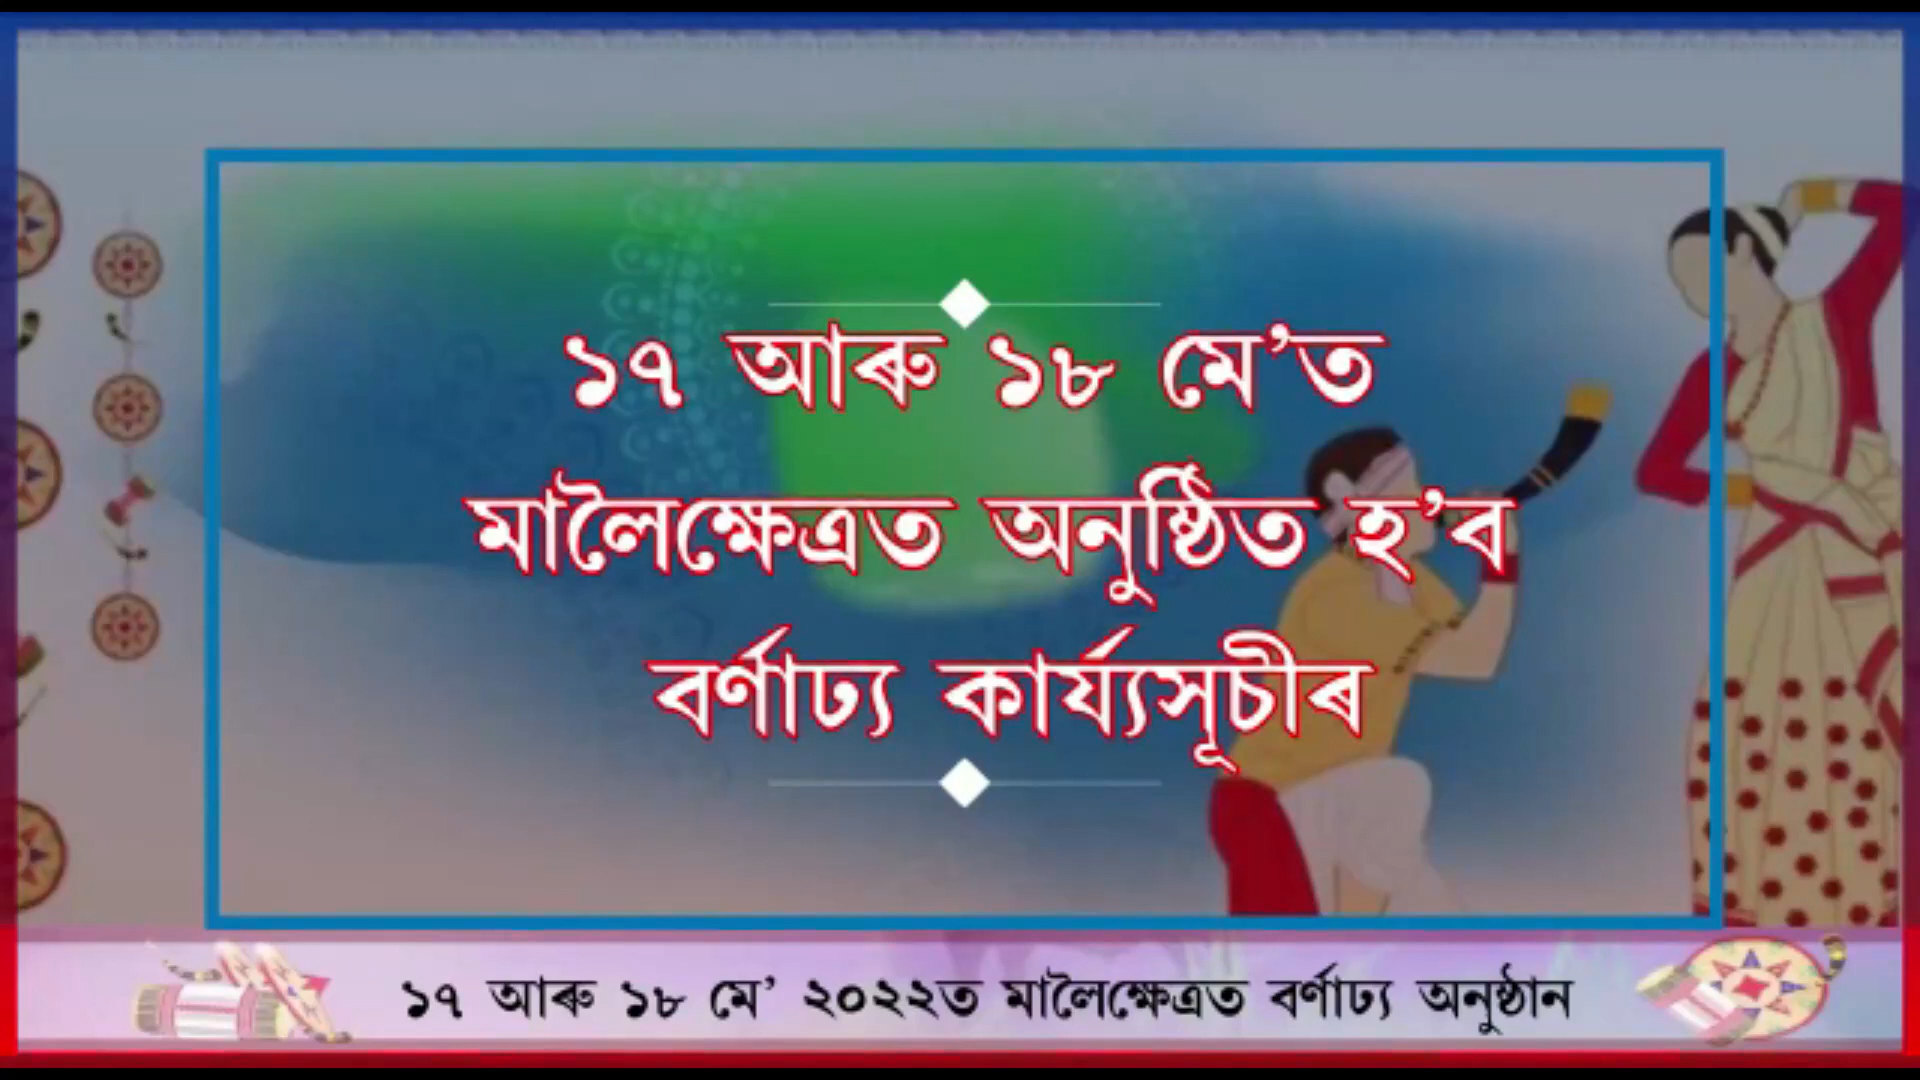 ১৭ আৰু ১৮ মে’ত
মালৈক্ষেত্ৰত অনুষ্ঠিত হ’ব
বৰ্ণাঢ্য কাৰ্য্যসূচীৰ
১৭ আৰু ১৮ মে’ ২০২২ত মালৈক্ষেত্ৰত বৰ্ণাঢ্য অনুষ্ঠান